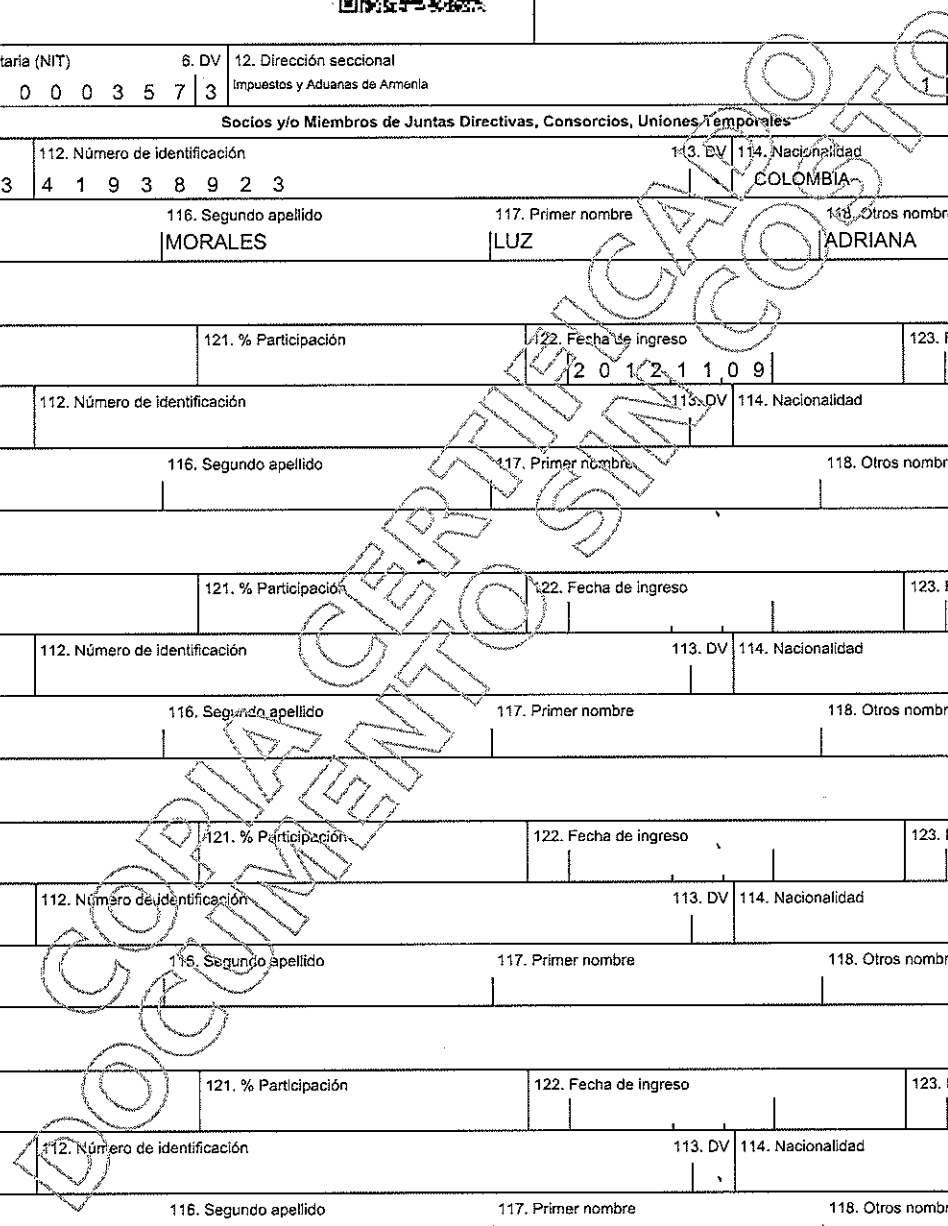 taria (NIT) 6. DV 12. Dirección seccional
0 0 0 3 5 7 3 Impuestos y Aduanas de Armenia 1
Socios y/o Miembros de Juntas Directivas, Consorcios, Uniones Temporales
112. Número de identificación 113. DV 114. Nacionalidad
3 4 1 9 3 8 9 2 3 COLOMBIA
116. Segundo apellido 117. Primer nombre 118. Otros nombr
MORALES LUZ ADRIANA
121. % Participación 122. Fecha de ingreso 123.
2 0 1 2 1 1 0 9
112. Número de identificación 113. DV 114. Nacionalidad
116. Segundo apellido 117. Primer nombre 118. Otros nombr
121. % Participación 122. Fecha de ingreso 123.
112. Número de identificación 113. DV 114. Nacionalidad
116. Segundo apellido 117. Primer nombre 118. Otros nombr
121. % Participación 122. Fecha de ingreso 123.
112. Número de identificación 113. DV 114. Nacionalidad
116. Segundo apellido 117. Primer nombre 118. Otros nombr
121. % Participación 122. Fecha de ingreso 123.
112. Número de identificación 113. DV 114. Nacionalidad
116. Segundo apellido 117. Primer nombre 118. Otros nombr
COPIA CERTIFICADO
DOCUMENTO SIN COSTO